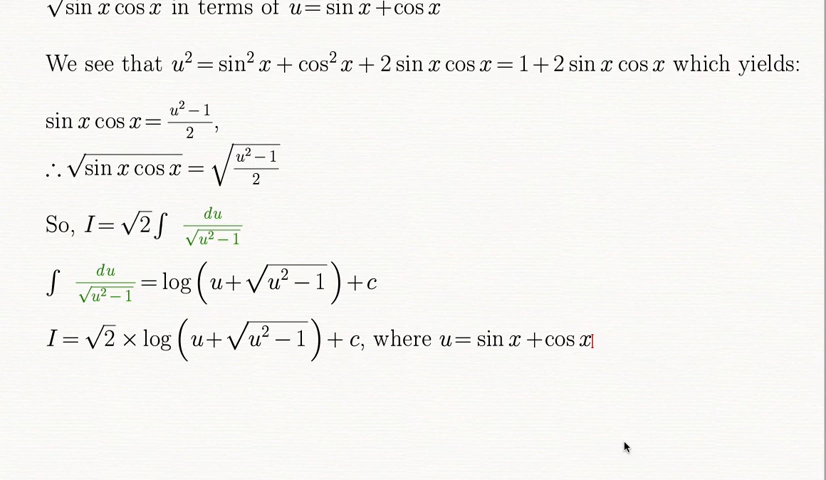 √sin x cos x in terms of u= sin x +cos x
We see that u² = sin² x + cos² x + 2 sin x cos x = 1 + 2 sin x cos x which yields:
sin x cos x = (u² − 1)/2,
∴ √(sin x cos x) = √((u² − 1)/2)
So, I = √2 ∫ du/√(u² − 1)
∫ du/√(u² − 1) = log(u + √(u² − 1)) + c
I = √2 × log(u + √(u² − 1)) + c, where u= sin x +cos x